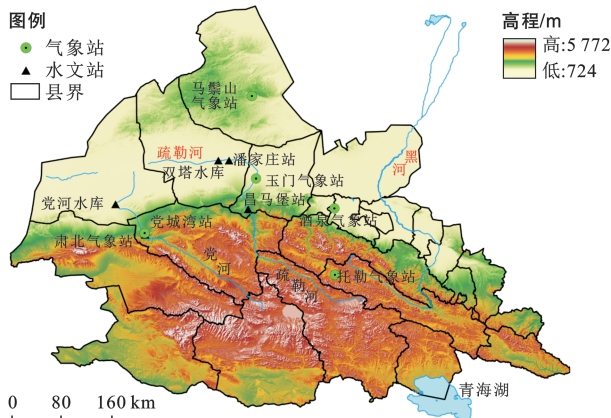 图例
气象站
水文站
县界
高程/m
高:5 772
低:724
马鬃山
气象站
疏勒河
潘家庄站
双塔水库
黑
河
玉门气象站
党河水库
昌马堡站
党城湾站
酒泉气象站
肃北气象站
党
河
疏
勒
河
托勒气象站
青海湖
0 80 160 km